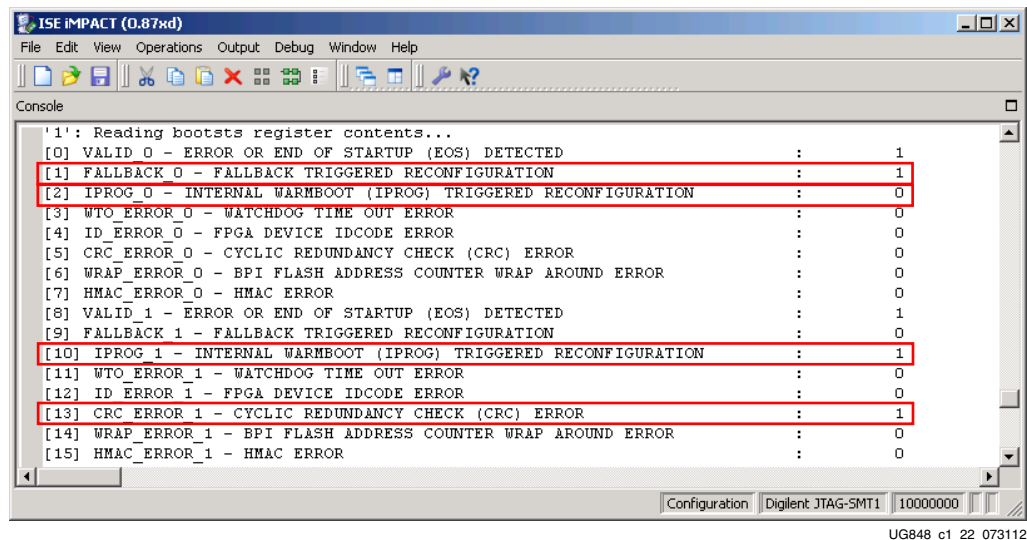 ISE iMPACT (0.87xd)
File Edit View Operations Output Debug Window Help
Console
'1': Reading bootsts register contents...
[0] VALID_0 - ERROR OR END OF STARTUP (EOS) DETECTED : 1
[1] FALLBACK_0 - FALLBACK TRIGGERED RECONFIGURATION : 1
[2] IPROG_0 - INTERNAL WARMBOOT (IPROG) TRIGGERED RECONFIGURATION : 0
[3] WTO_ERROR_0 - WATCHDOG TIME OUT ERROR : 0
[4] ID_ERROR_0 - FPGA DEVICE IDCODE ERROR : 0
[5] CRC_ERROR_0 - CYCLIC REDUNDANCY CHECK (CRC) ERROR : 0
[6] WRAP_ERROR_0 - BPI FLASH ADDRESS COUNTER WRAP AROUND ERROR : 0
[7] HMAC_ERROR_0 - HMAC ERROR : 0
[8] VALID_1 - ERROR OR END OF STARTUP (EOS) DETECTED : 1
[9] FALLBACK_1 - FALLBACK TRIGGERED RECONFIGURATION : 0
[10] IPROG_1 - INTERNAL WARMBOOT (IPROG) TRIGGERED RECONFIGURATION : 1
[11] WTO_ERROR_1 - WATCHDOG TIME OUT ERROR : 0
[12] ID_ERROR_1 - FPGA DEVICE IDCODE ERROR : 0
[13] CRC_ERROR_1 - CYCLIC REDUNDANCY CHECK (CRC) ERROR : 1
[14] WRAP_ERROR_1 - BPI FLASH ADDRESS COUNTER WRAP AROUND ERROR : 0
[15] HMAC_ERROR_1 - HMAC ERROR : 0
Configuration Digilent JTAG-SMT1 10000000
UG848_c1_22_073112